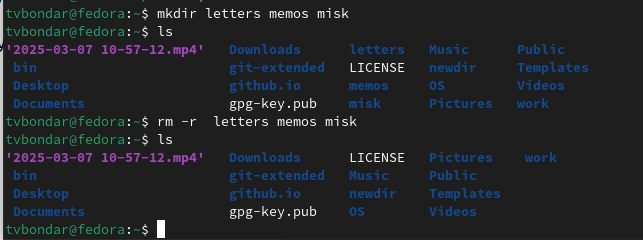 tvbondar@fedora:~$ mkdir letters memos misk
tvbondar@fedora:~$ ls
'2025-03-07 10-57-12.mp4' Downloads letters Music Public
bin git-extended LICENSE newdir Templates
Desktop github.io memos OS Videos
Documents gpg-key.pub misk Pictures work
tvbondar@fedora:~$ rm -r  letters memos misk
tvbondar@fedora:~$ ls
'2025-03-07 10-57-12.mp4' Downloads LICENSE Pictures work
bin git-extended Music Public
Desktop github.io newdir Templates
Documents gpg-key.pub OS Videos
tvbondar@fedora:~$